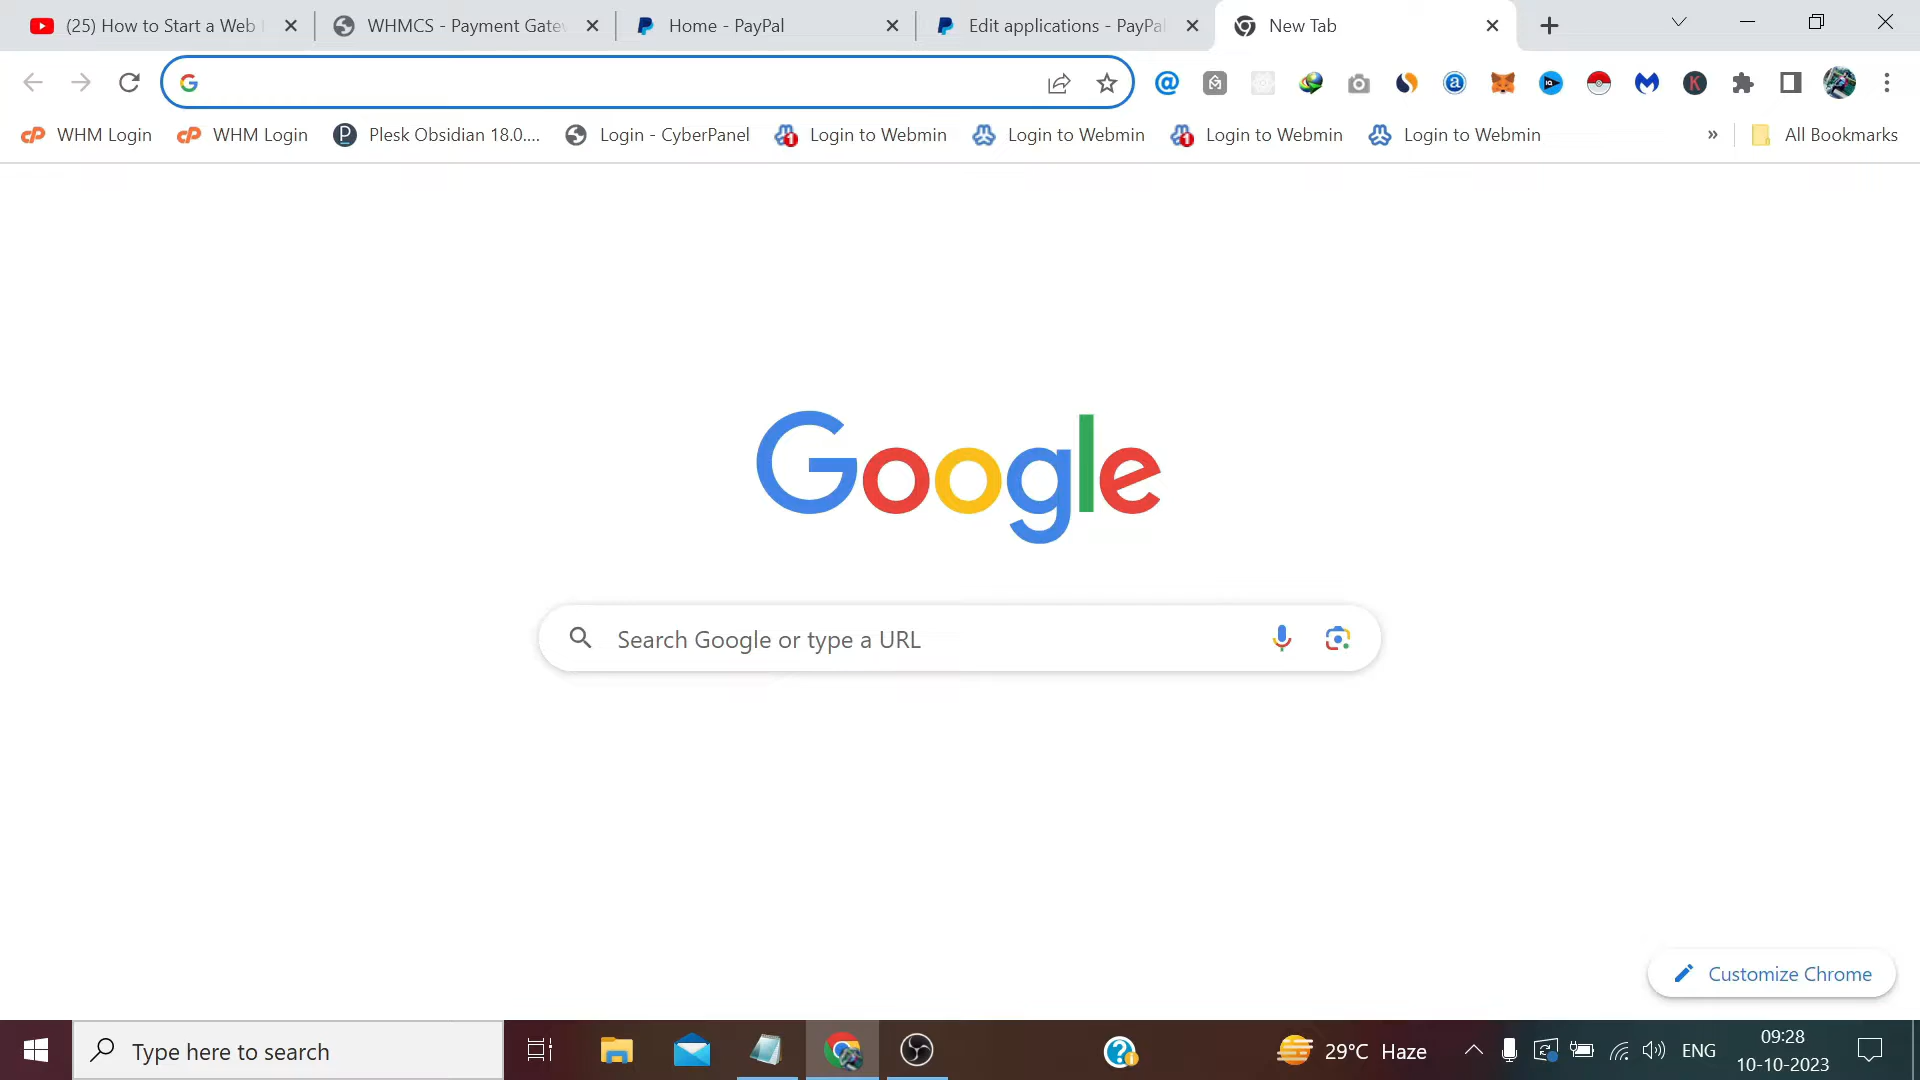 (25) How to Start a Web
WHMCS - Payment Gatew
Home - PayPal
Edit applications - PayPal
New Tab
WHM Login
WHM Login
Plesk Obsidian 18.0....
Login - CyberPanel
Login to Webmin
Login to Webmin
Login to Webmin
Login to Webmin
»
All Bookmarks
Google
Search Google or type a URL
Customize Chrome
Type here to search
29°C Haze
ENG
09:28
10-10-2023